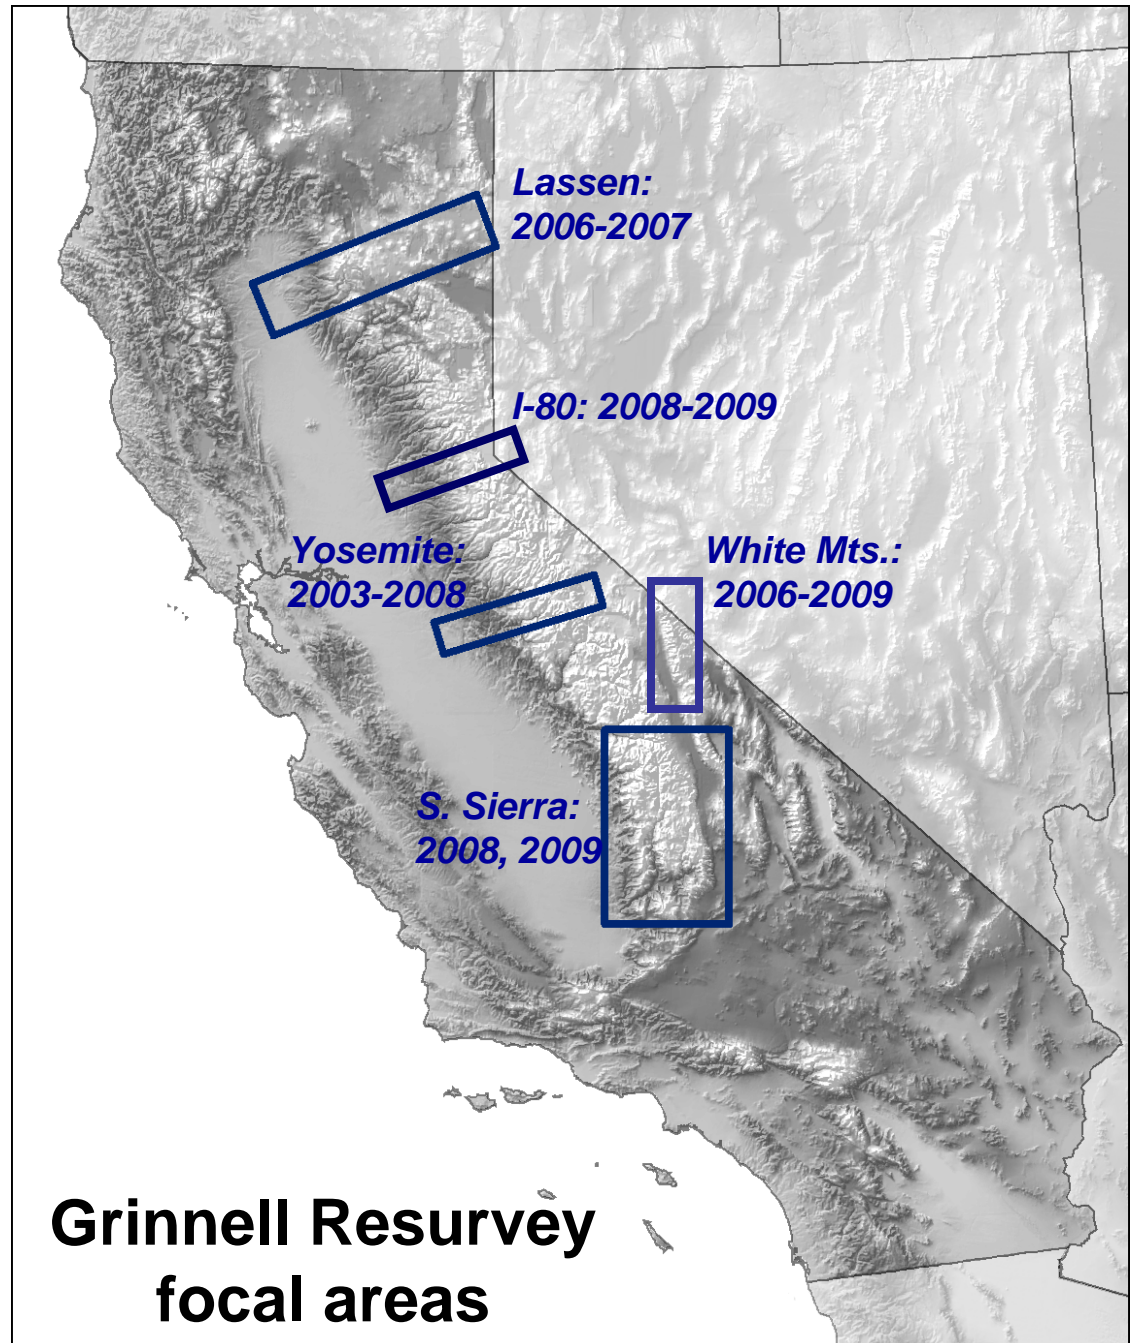 Lassen:
2006-2007
I-80: 2008-2009
Yosemite:
2003-2008
White Mts.:
2006-2009
S. Sierra:
2008, 2009
Grinnell Resurvey
focal areas